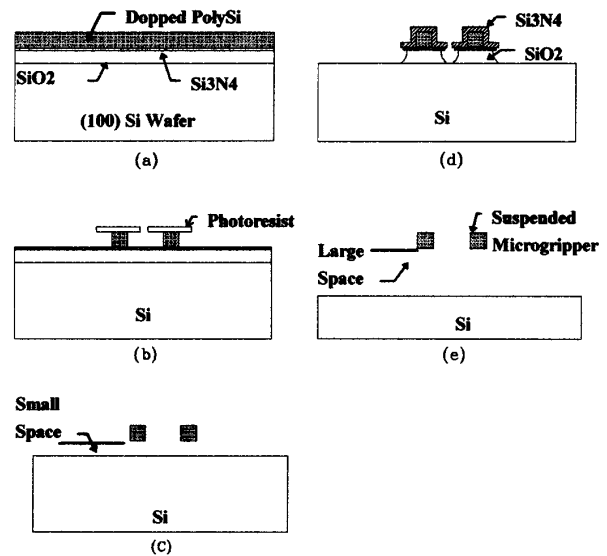 Dopped PolySi
SiO2
Si3N4
(100) Si Wafer
(a)
Photoresist
Si
(b)
Small
Space
Si
(C)
Si3N4
SiO2
Si
(d)
Suspended
Large
Microgripper
Space
Si
(e)